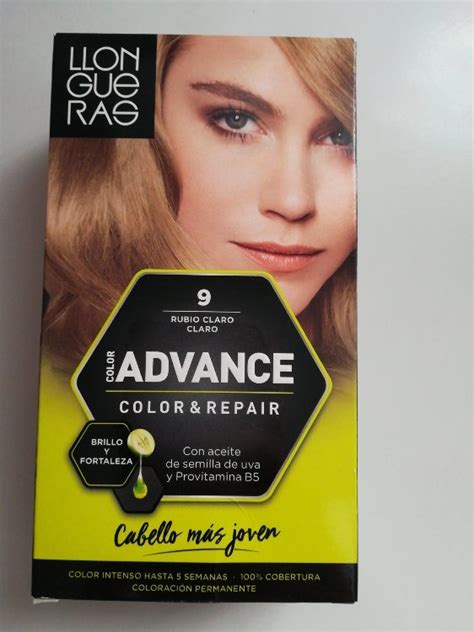 LLON
GUE
RAS
9
RUBIO CLARO
CLARO
COLOR ADVANCE
COLOR & REPAIR
BRILLO
Y
FORTALEZA
Con aceite
de semilla de uva
y Provitamina B5
Cabello más joven
COLOR INTENSO HASTA 5 SEMANAS · 100% COBERTURA
COLORACIÓN PERMANENTE